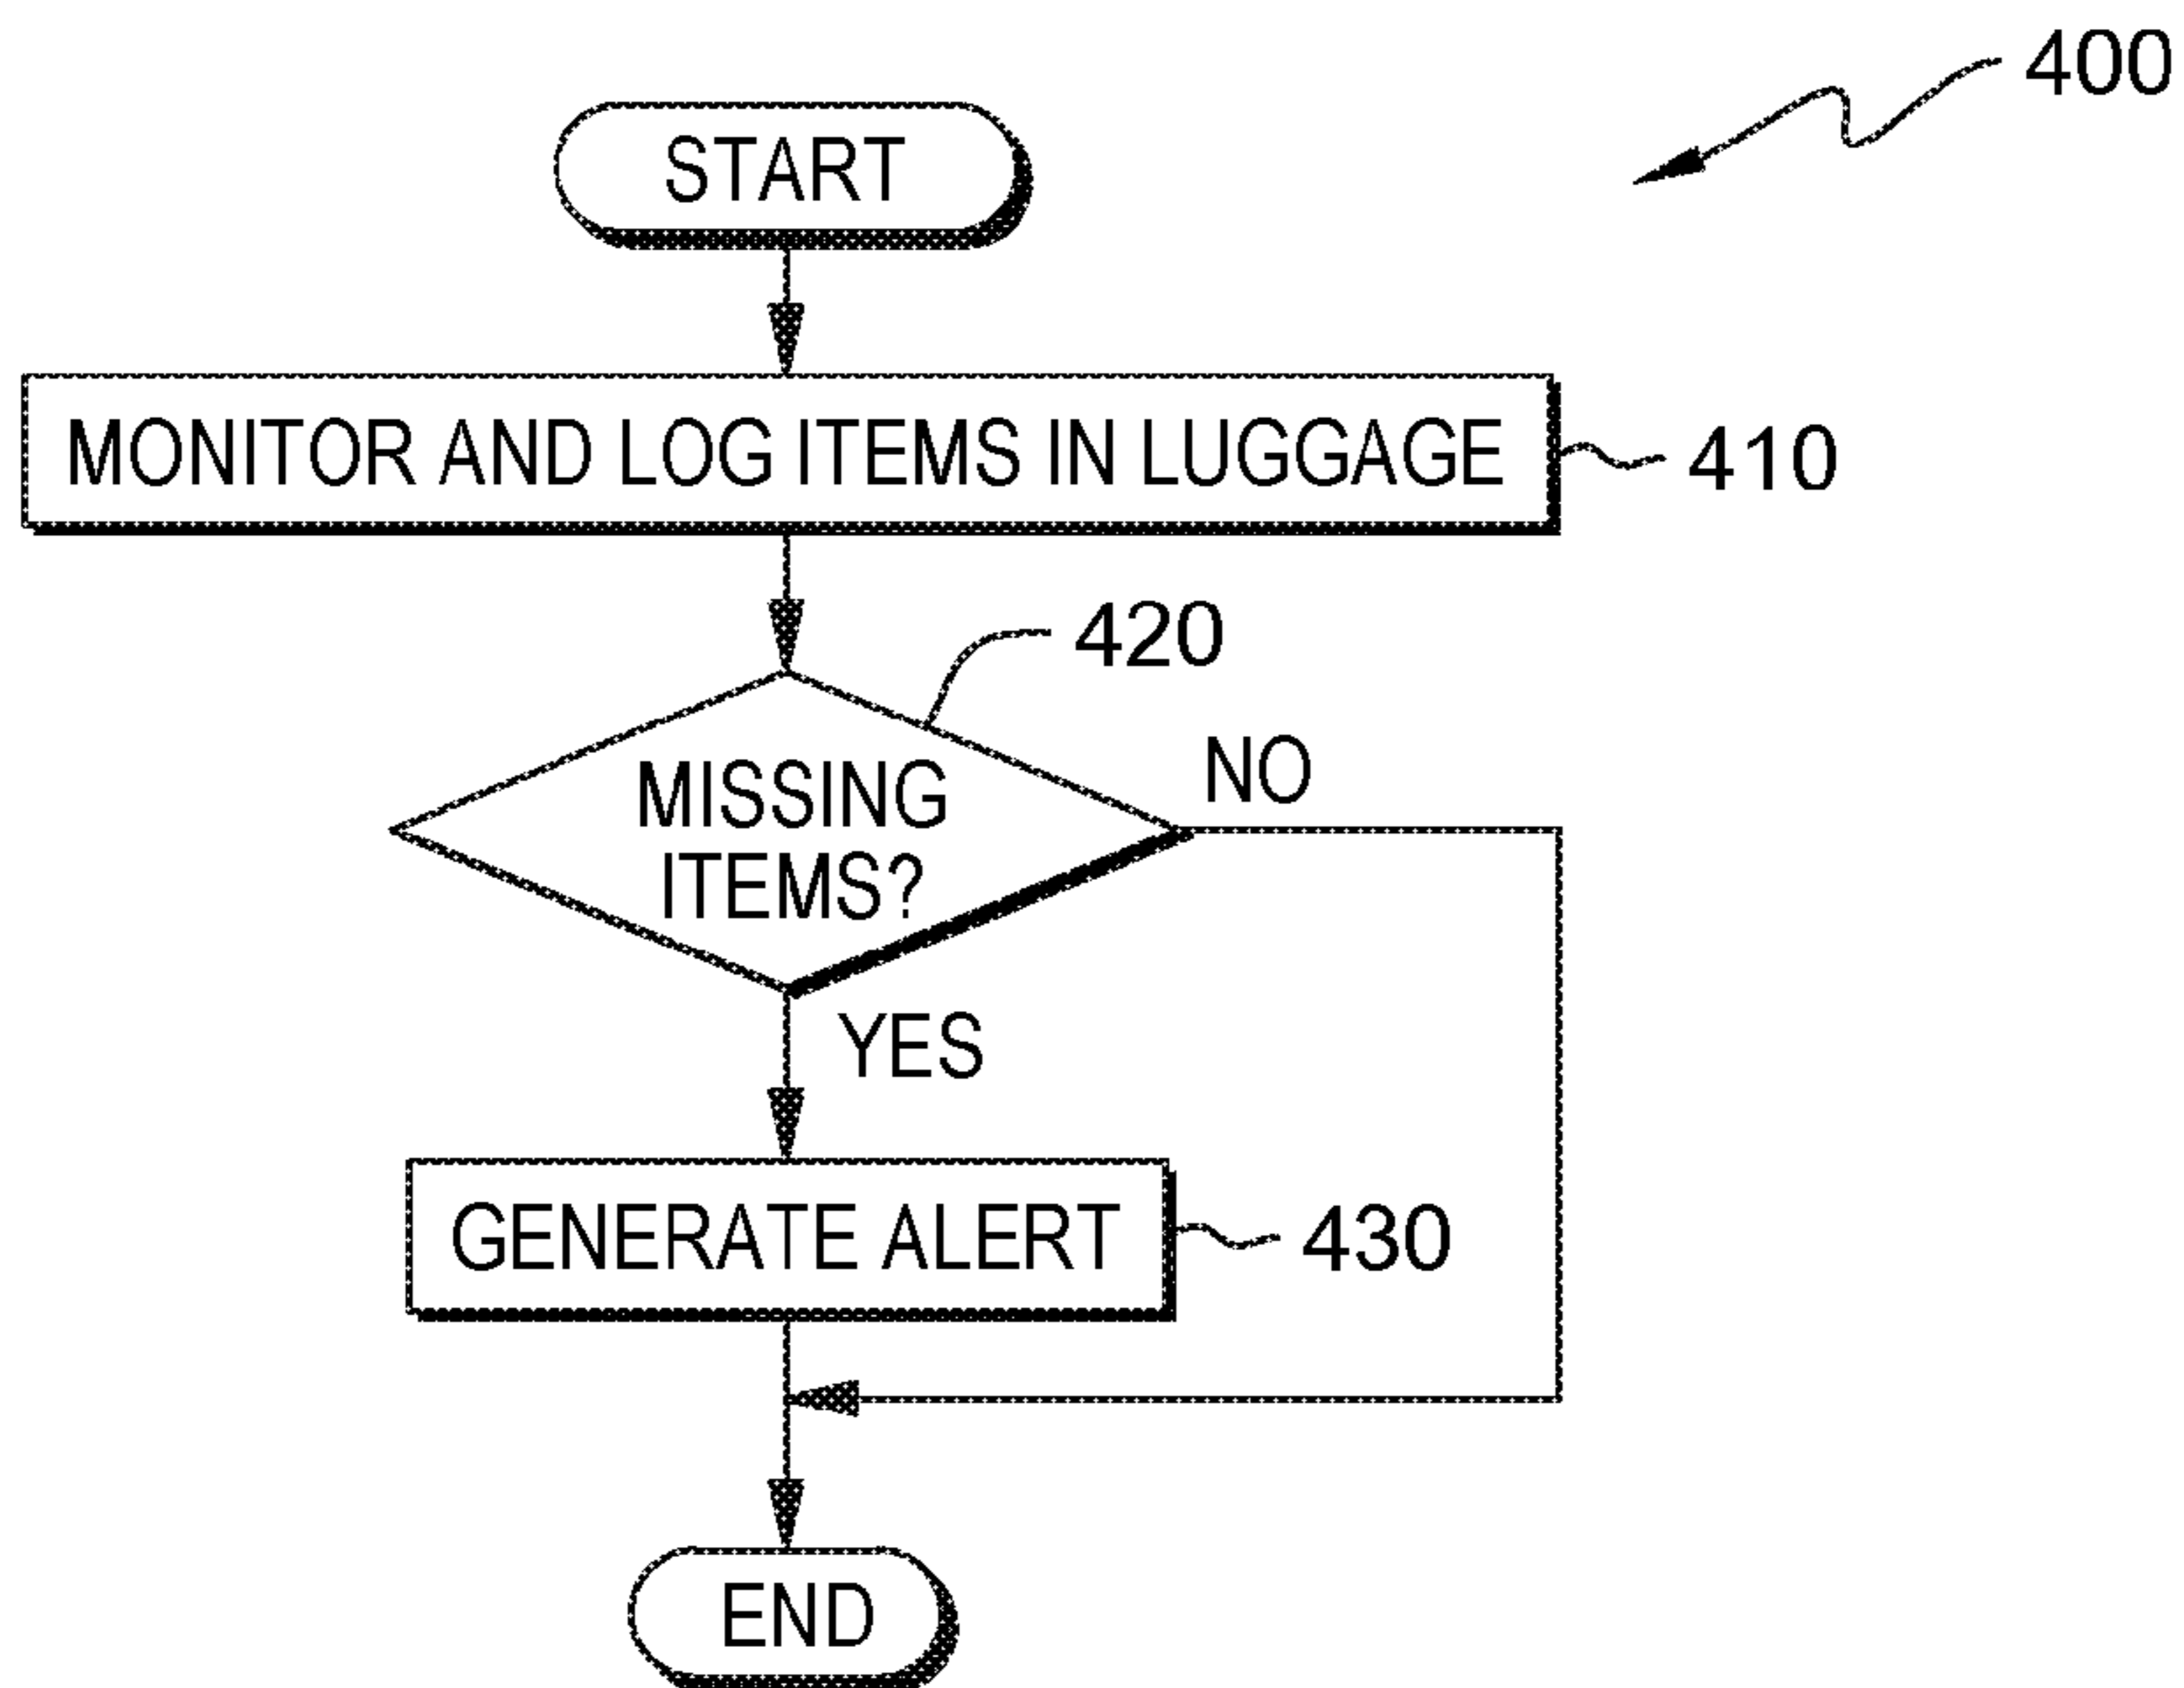 400
START
MONITOR AND LOG ITEMS IN LUGGAGE
410
420
MISSING
ITEMS?
NO
YES
GENERATE ALERT
430
END